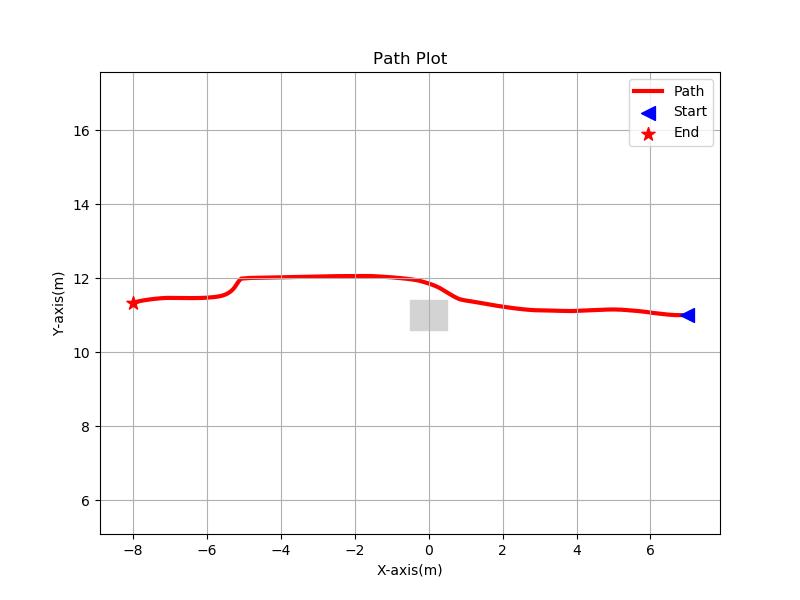 Path Plot
Path
Start
End
16
14
12
10
8
6
Y-axis(m)
−8 −6 −4 −2 0 2 4 6
X-axis(m)